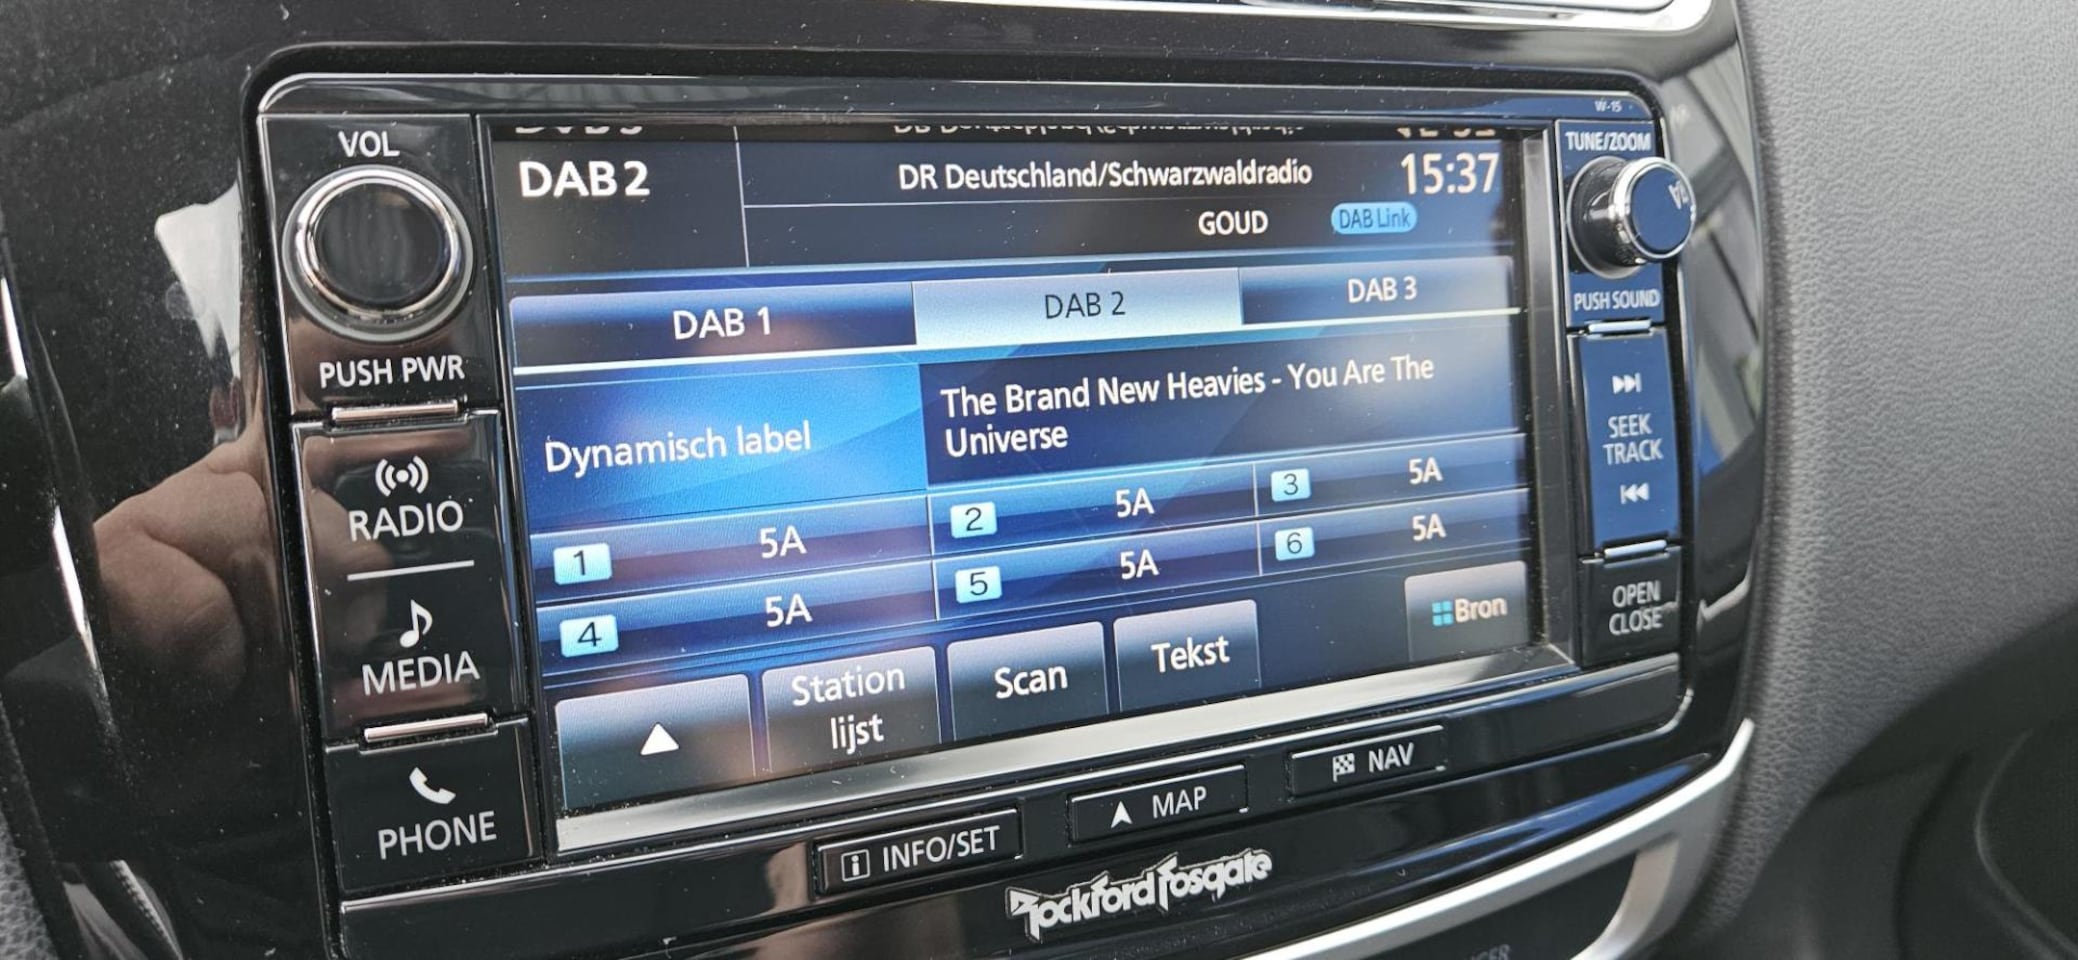 W-15
VOL
DAB2
DR Deutschland/Schwarzwaldradio
15:37
TUNE/ZOOM
GOUD
DAB Link
DAB 1
DAB 2
DAB 3
PUSH SOUND
PUSH PWR
Dynamisch label
The Brand New Heavies - You Are The
Universe
SEEK
TRACK
RADIO
1 5A
2 5A
3 5A
4 5A
5 5A
6 5A
OPEN
CLOSE
MEDIA
Station
lijst
Scan
Tekst
Bron
PHONE
INFO/SET
MAP
NAV
Rockford Fosgate